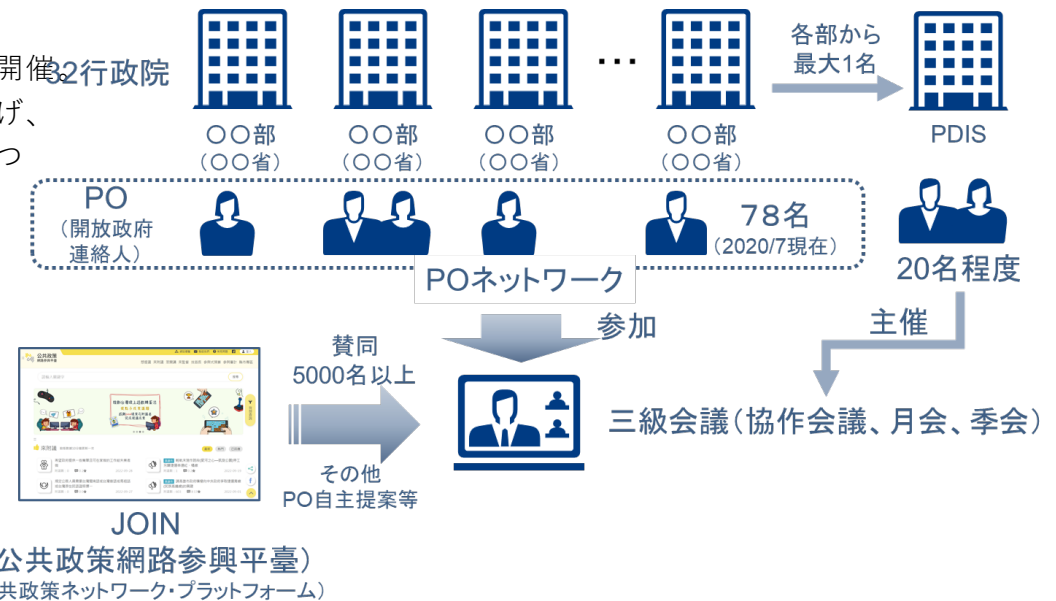 開催。
げ、
つ
32行政院
〇〇部
(〇〇省)
〇〇部
(〇〇省)
〇〇部
(〇〇省)
…
〇〇部
(〇〇省)
各部から
最大1名
PDIS
PO
(開放政府
連絡人)
78名
(2020/7現在)
POネットワーク
20名程度
参加
主催
公共政策
賛同
5000名以上
その他
PO自主提案等
三級会議(協作会議、月会、季会)
JOIN
公共政策網路参興平臺)
共政策ネットワーク・プラットフォーム)